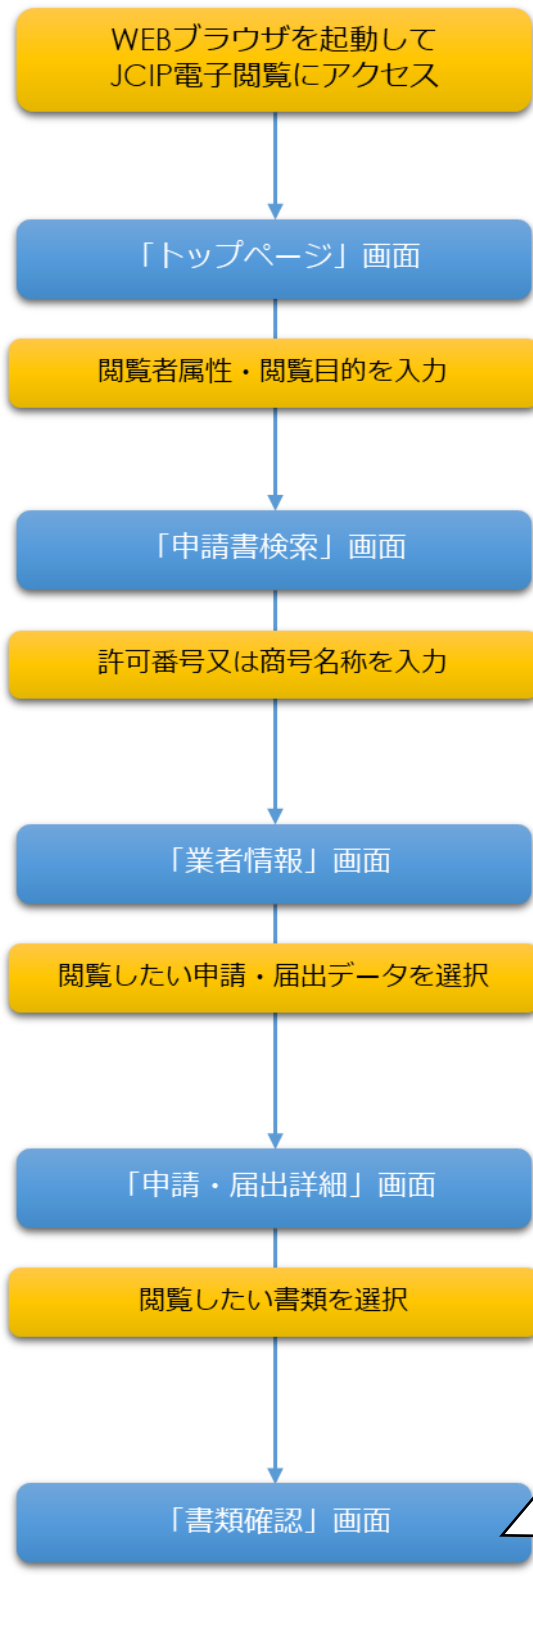 WEBブラウザを起動して
JCIP電子閲覧にアクセス
「トップページ」画面
閲覧者属性・閲覧目的を入力
「申請書検索」画面
許可番号又は商号名称を入力
「業者情報」画面
閲覧したい申請・届出データを選択
「申請・届出詳細」画面
閲覧したい書類を選択
「書類確認」画面